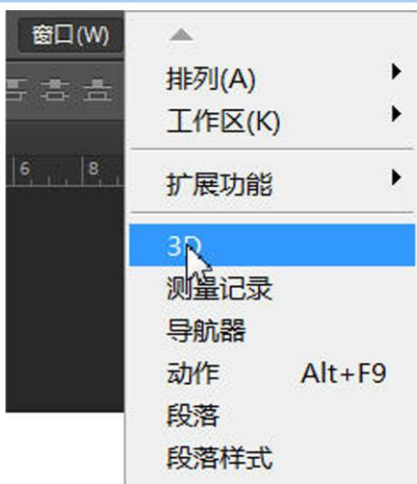 窗口(W)
排列(A)
工作区(K)
6 8
扩展功能
3D
测量记录
导航器
动作 Alt+F9
段落
段落样式